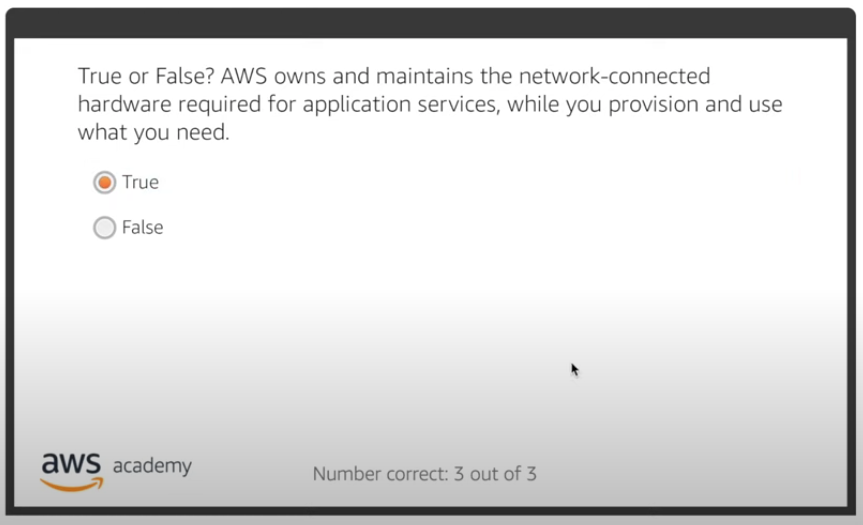 True or False? AWS owns and maintains the network-connected
hardware required for application services, while you provision and use
what you need.
True
False
aws academy
Number correct: 3 out of 3